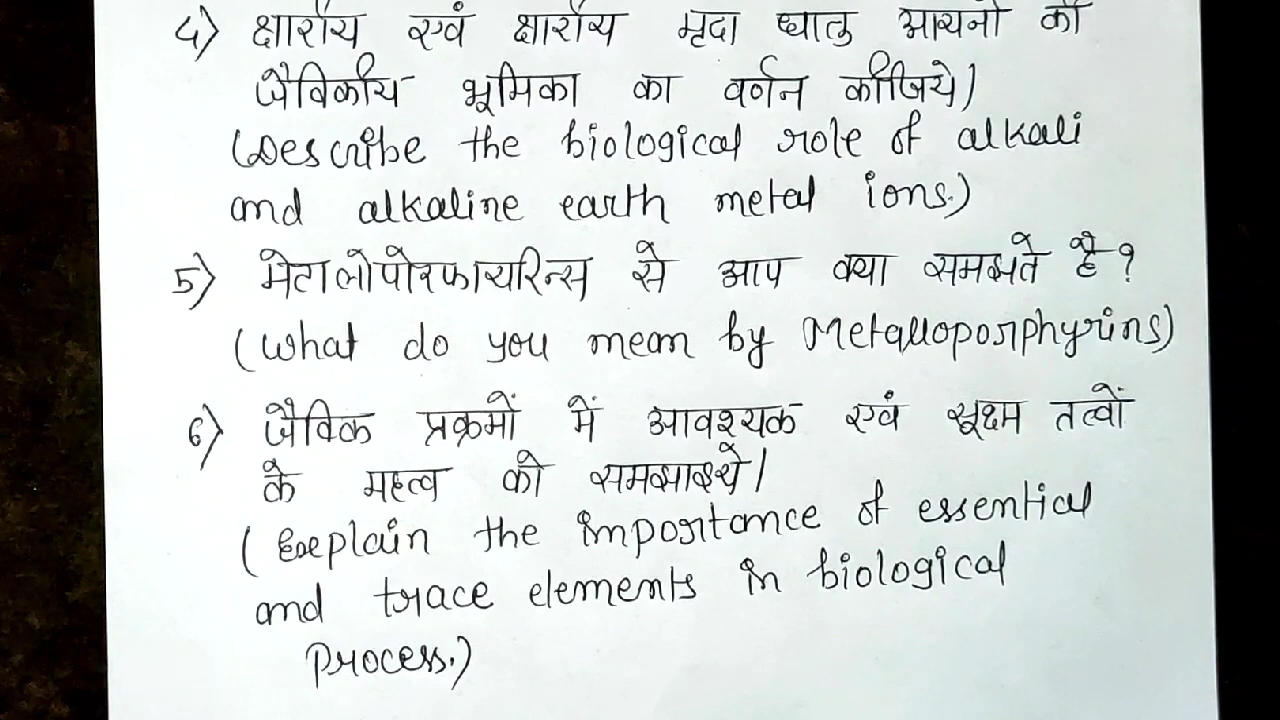 4) क्षारीय एवं क्षारीय मृदा धातु आयनों की
जैविकीय भूमिका का वर्णन कीजिये।
(Describe the biological role of alkali
and alkaline earth metal ions.)
5) मेटालोपोरफायरिन्स से आप क्या समझते है?
(What do you mean by Metalloporphyrins)
6) जैविक प्रक्रमों में आवश्यक एवं सूक्ष्म तत्वों
के महत्व को समझाइये।
(Explain the importance of essential
and trace elements in biological
process.)